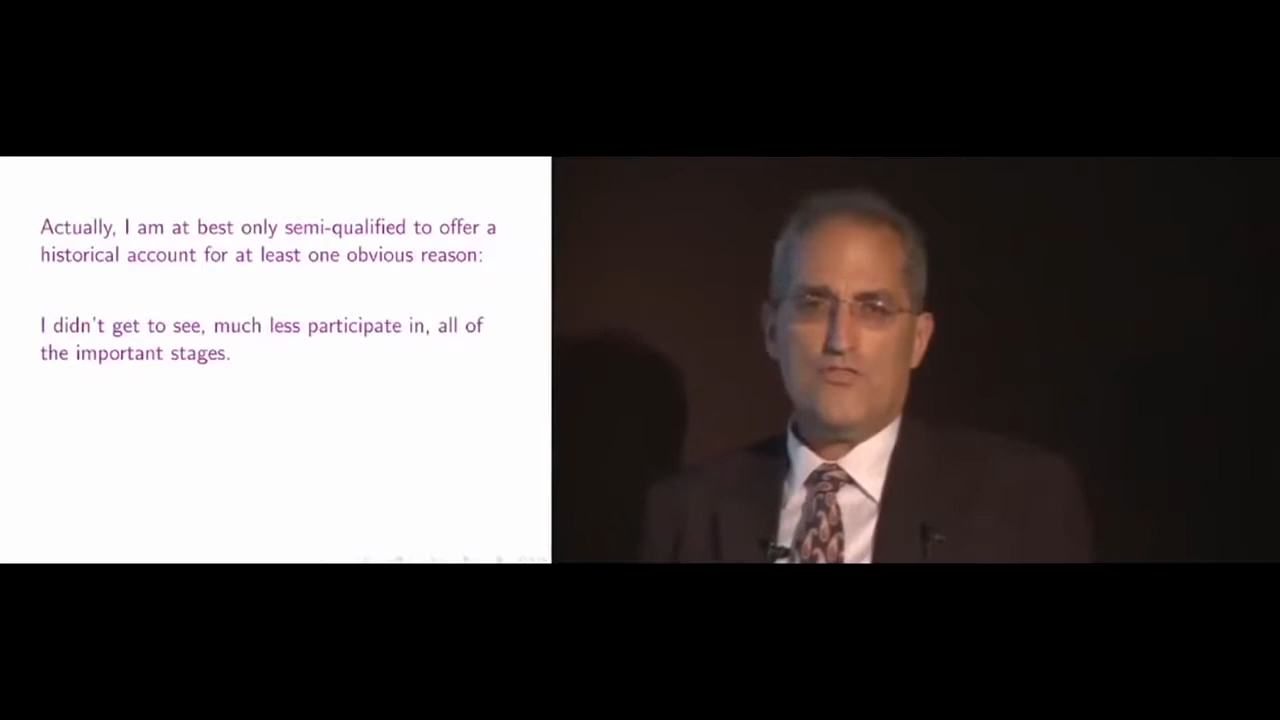 Actually, I am at best only semi-qualified to offer a
historical account for at least one obvious reason:
I didn't get to see, much less participate in, all of
the important stages.